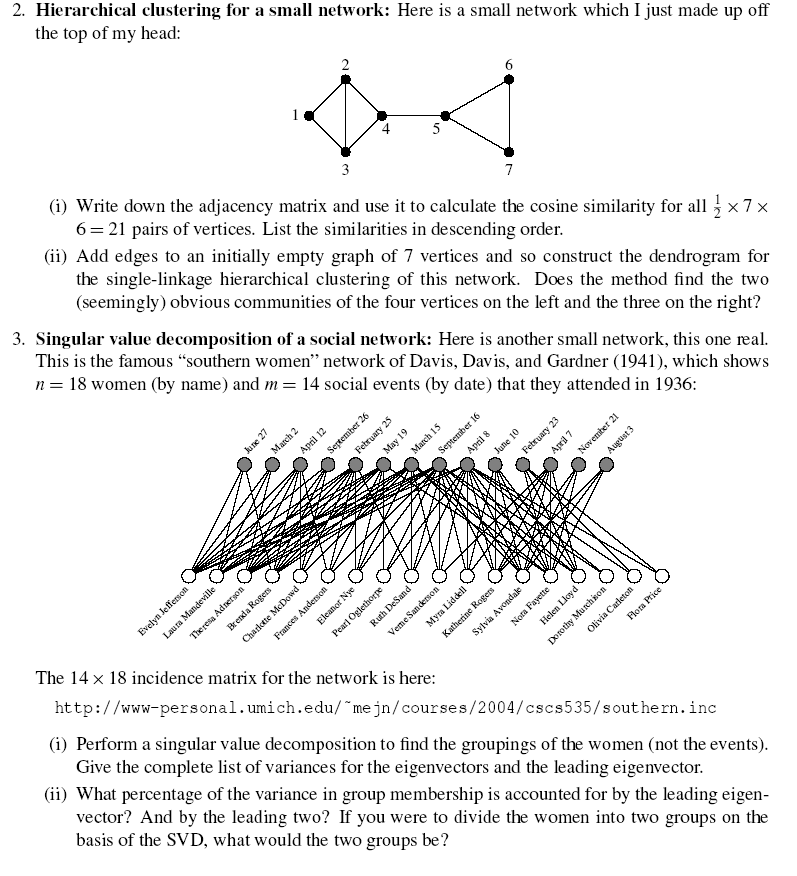 2. Hierarchical clustering for a small network: Here is a small network which I just made up off
the top of my head:
2
6
1
4
5
3
7
(i) Write down the adjacency matrix and use it to calculate the cosine similarity for all 1/2 × 7 ×
6 = 21 pairs of vertices. List the similarities in descending order.
(ii) Add edges to an initially empty graph of 7 vertices and so construct the dendrogram for
the single-linkage hierarchical clustering of this network. Does the method find the two
(seemingly) obvious communities of the four vertices on the left and the three on the right?
3. Singular value decomposition of a social network: Here is another small network, this one real.
This is the famous “southern women” network of Davis, Davis, and Gardner (1941), which shows
n = 18 women (by name) and m = 14 social events (by date) that they attended in 1936:
June 27
March 2
April 12
September 26
February 25
May 19
March 15
September 16
April 8
June 10
February 23
April 7
November 21
August 3
Evelyn Jefferson
Laura Mandeville
Theresa Adnerson
Brenda Rogers
Charlotte McDowd
Frances Anderson
Eleanor Nye
Pearl Oglethorpe
Ruth DeSand
Verne Sanderson
Myra Liddell
Katherine Rogers
Sylvia Avondale
Nora Fayette
Helen Lloyd
Dorothy Murchison
Olivia Carleton
Flora Price
The 14 × 18 incidence matrix for the network is here:
http://www-personal.umich.edu/~mejn/courses/2004/cscs535/southern.inc
(i) Perform a singular value decomposition to find the groupings of the women (not the events).
Give the complete list of variances for the eigenvectors and the leading eigenvector.
(ii) What percentage of the variance in group membership is accounted for by the leading eigen-
vector? And by the leading two? If you were to divide the women into two groups on the
basis of the SVD, what would the two groups be?